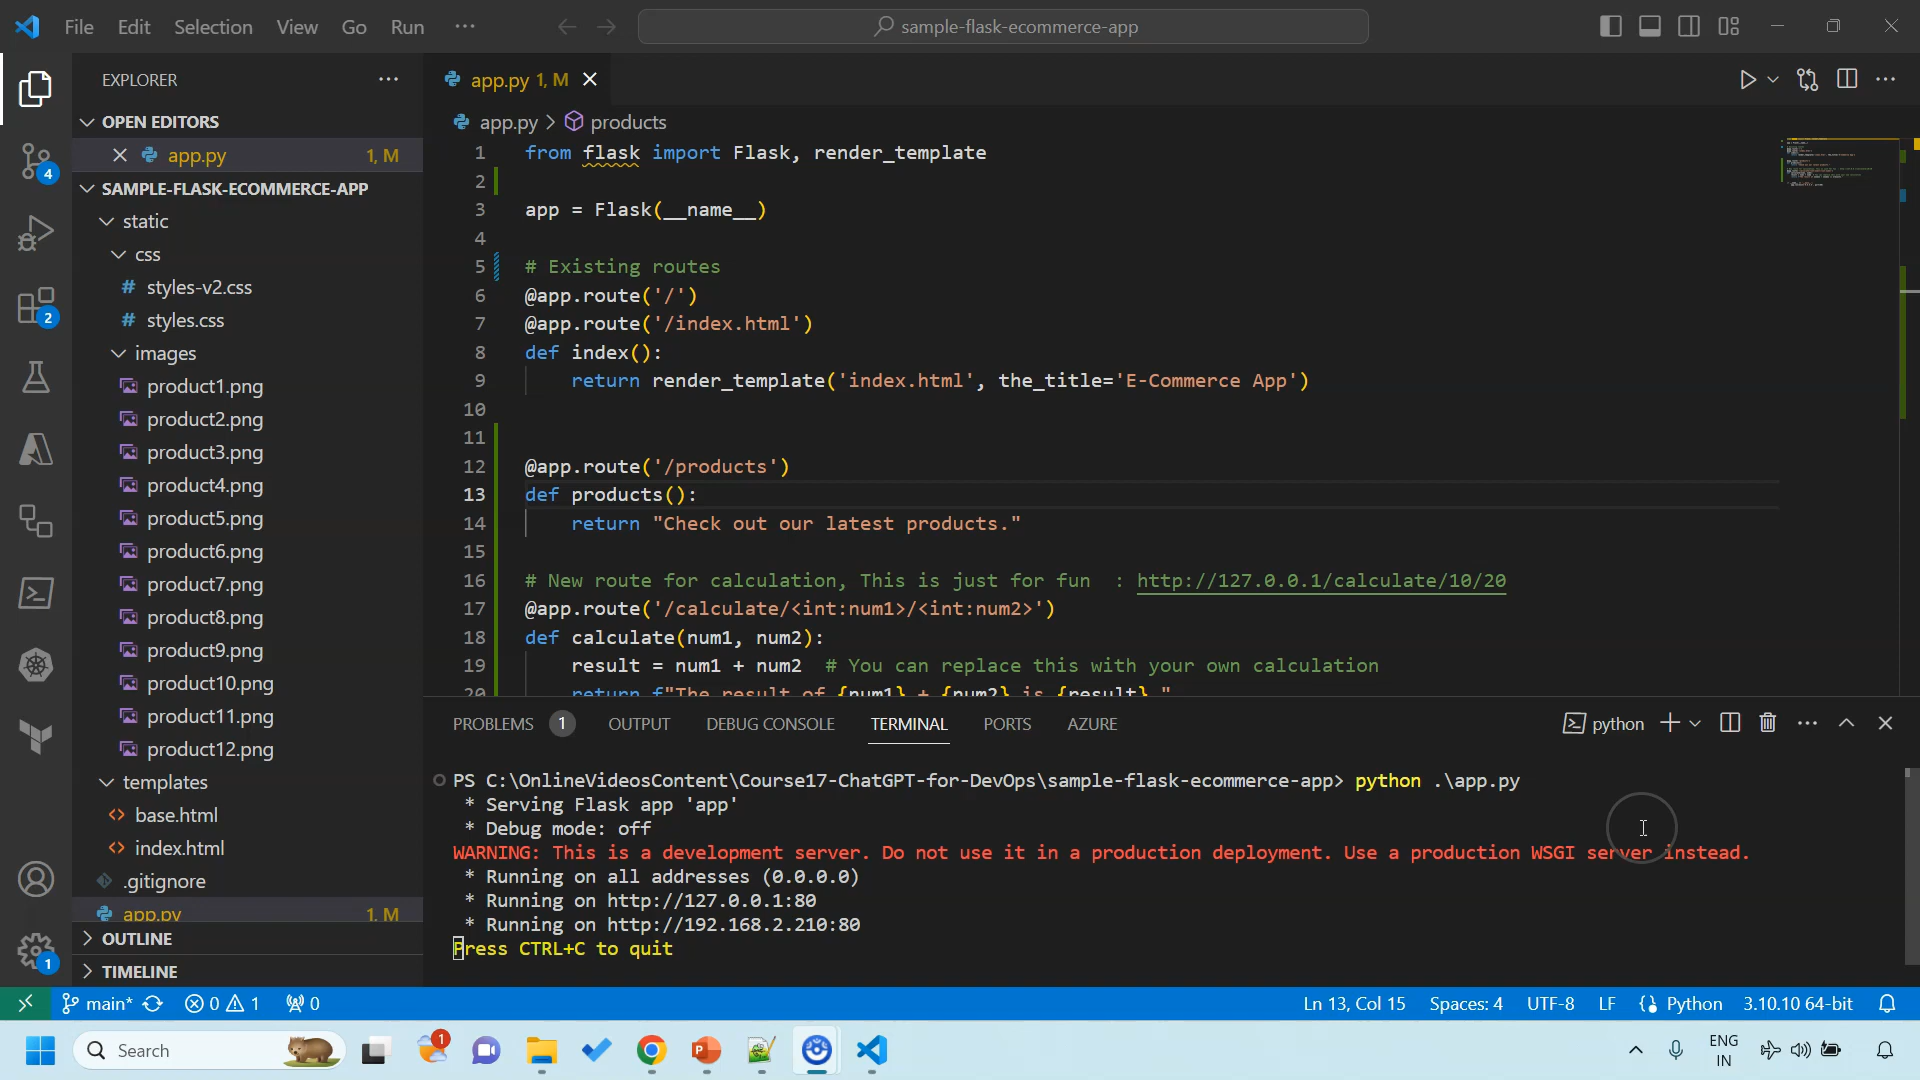 File Edit Selection View Go Run ···
sample-flask-ecommerce-app
EXPLORER
OPEN EDITORS
app.py 1, M
SAMPLE-FLASK-ECOMMERCE-APP
static
css
# styles-v2.css
# styles.css
images
product1.png
product2.png
product3.png
product4.png
product5.png
product6.png
product7.png
product8.png
product9.png
product10.png
product11.png
product12.png
templates
<> base.html
<> index.html
.gitignore
app.py 1, M
OUTLINE
TIMELINE
4
2
1
app.py 1, M
app.py > products
1 from flask import Flask, render_template
2
3 app = Flask(__name__)
4
5 # Existing routes
6 @app.route('/')
7 @app.route('/index.html')
8 def index():
9 return render_template('index.html', the_title='E-Commerce App')
10
11
12 @app.route('/products')
13 def products():
14 return "Check out our latest products."
15
16 # New route for calculation, This is just for fun : http://127.0.0.1/calculate/10/20
17 @app.route('/calculate/<int:num1>/<int:num2>')
18 def calculate(num1, num2):
19 result = num1 + num2 # You can replace this with your own calculation
20 return f"The result of {num1} + {num2} is {result}."
PROBLEMS 1 OUTPUT DEBUG CONSOLE TERMINAL PORTS AZURE
python
PS C:\OnlineVideosContent\Course17-ChatGPT-for-DevOps\sample-flask-ecommerce-app> python .\app.py
* Serving Flask app 'app'
* Debug mode: off
WARNING: This is a development server. Do not use it in a production deployment. Use a production WSGI server instead.
* Running on all addresses (0.0.0.0)
* Running on http://127.0.0.1:80
* Running on http://192.168.2.210:80
Press CTRL+C to quit
main* 0 1 0
Ln 13, Col 15 Spaces: 4 UTF-8 LF Python 3.10.10 64-bit
Search
1
ENG
IN